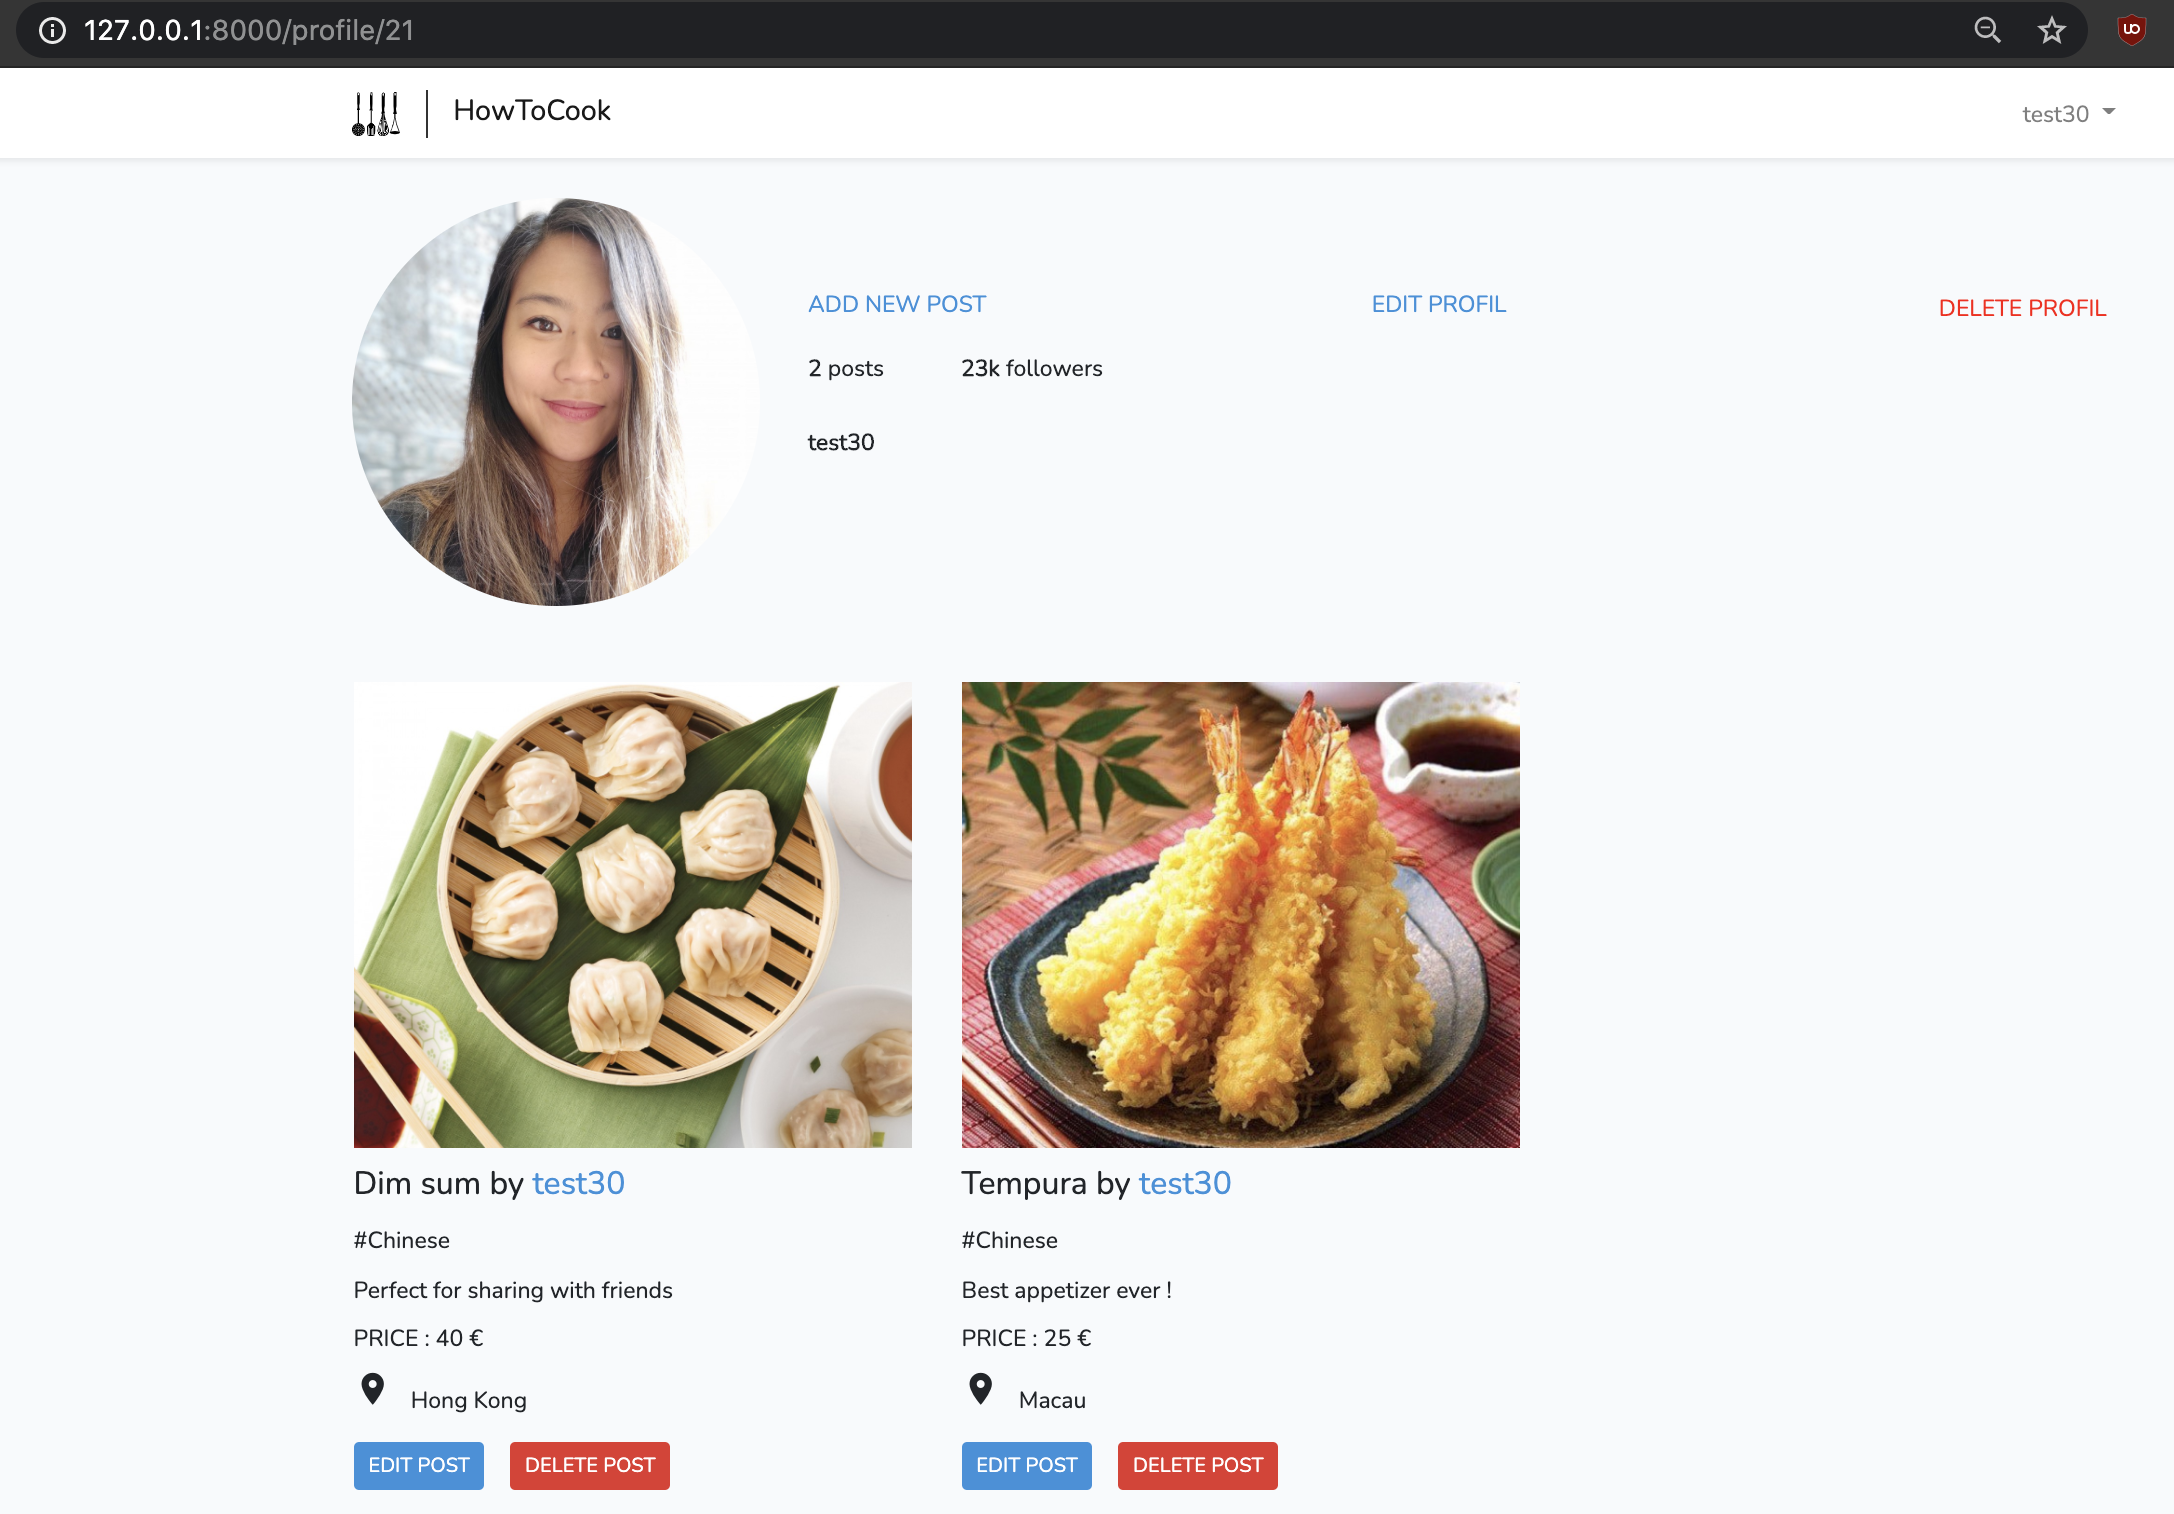 127.0.0.1:8000/profile/21
HowToCook
test30
ADD NEW POST EDIT PROFIL DELETE PROFIL
2 posts 23k followers
test30
Dim sum by test30
#Chinese
Perfect for sharing with friends
PRICE : 40 €
Hong Kong
EDIT POST DELETE POST
Tempura by test30
#Chinese
Best appetizer ever !
PRICE : 25 €
Macau
EDIT POST DELETE POST